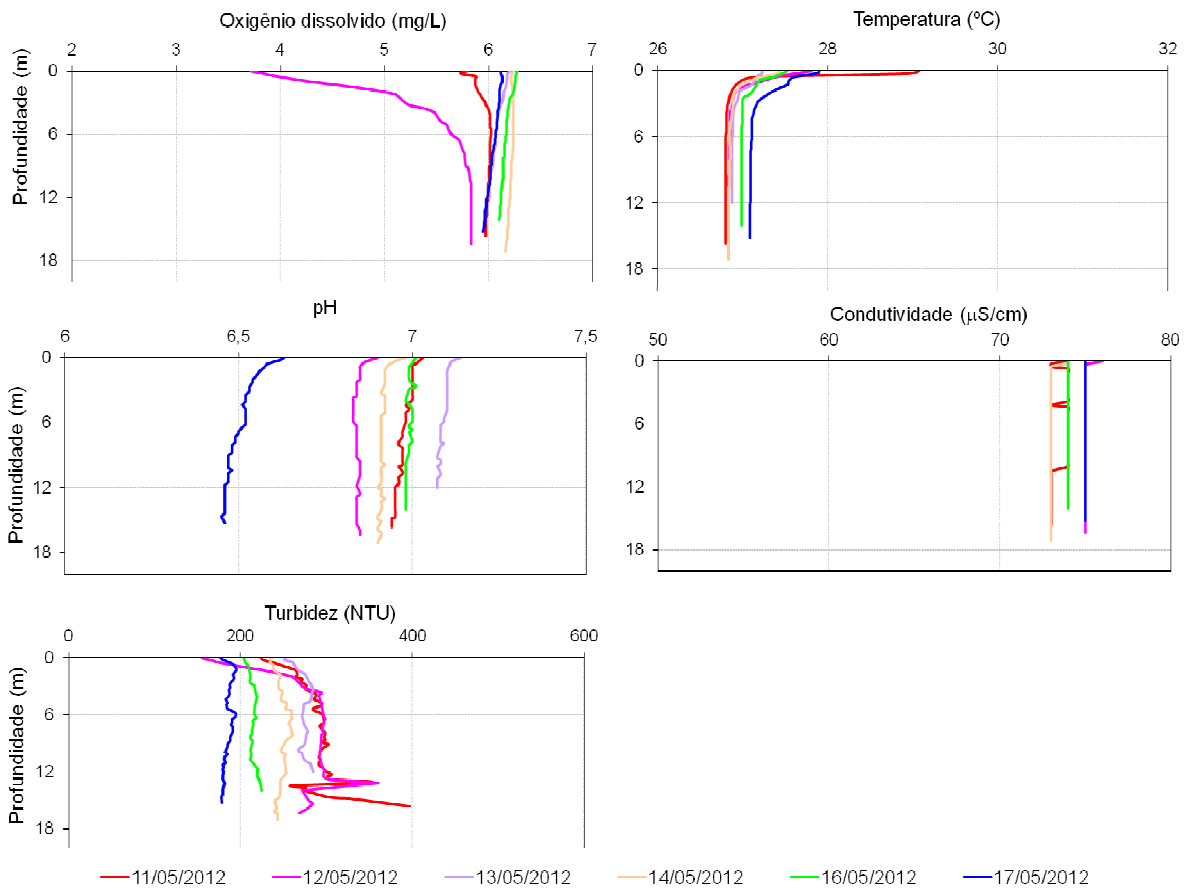 Oxigênio dissolvido (mg/L)
2 3 4 5 6 7
Profundidade (m)
0
6
12
18
Temperatura (ºC)
26 28 30 32
0
6
12
18
pH
6 6,5 7 7,5
Profundidade (m)
0
6
12
18
Condutividade (µS/cm)
50 60 70 80
0
6
12
18
Turbidez (NTU)
0 200 400 600
Profundidade (m)
0
6
12
18
11/05/2012 12/05/2012 13/05/2012 14/05/2012 16/05/2012 17/05/2012